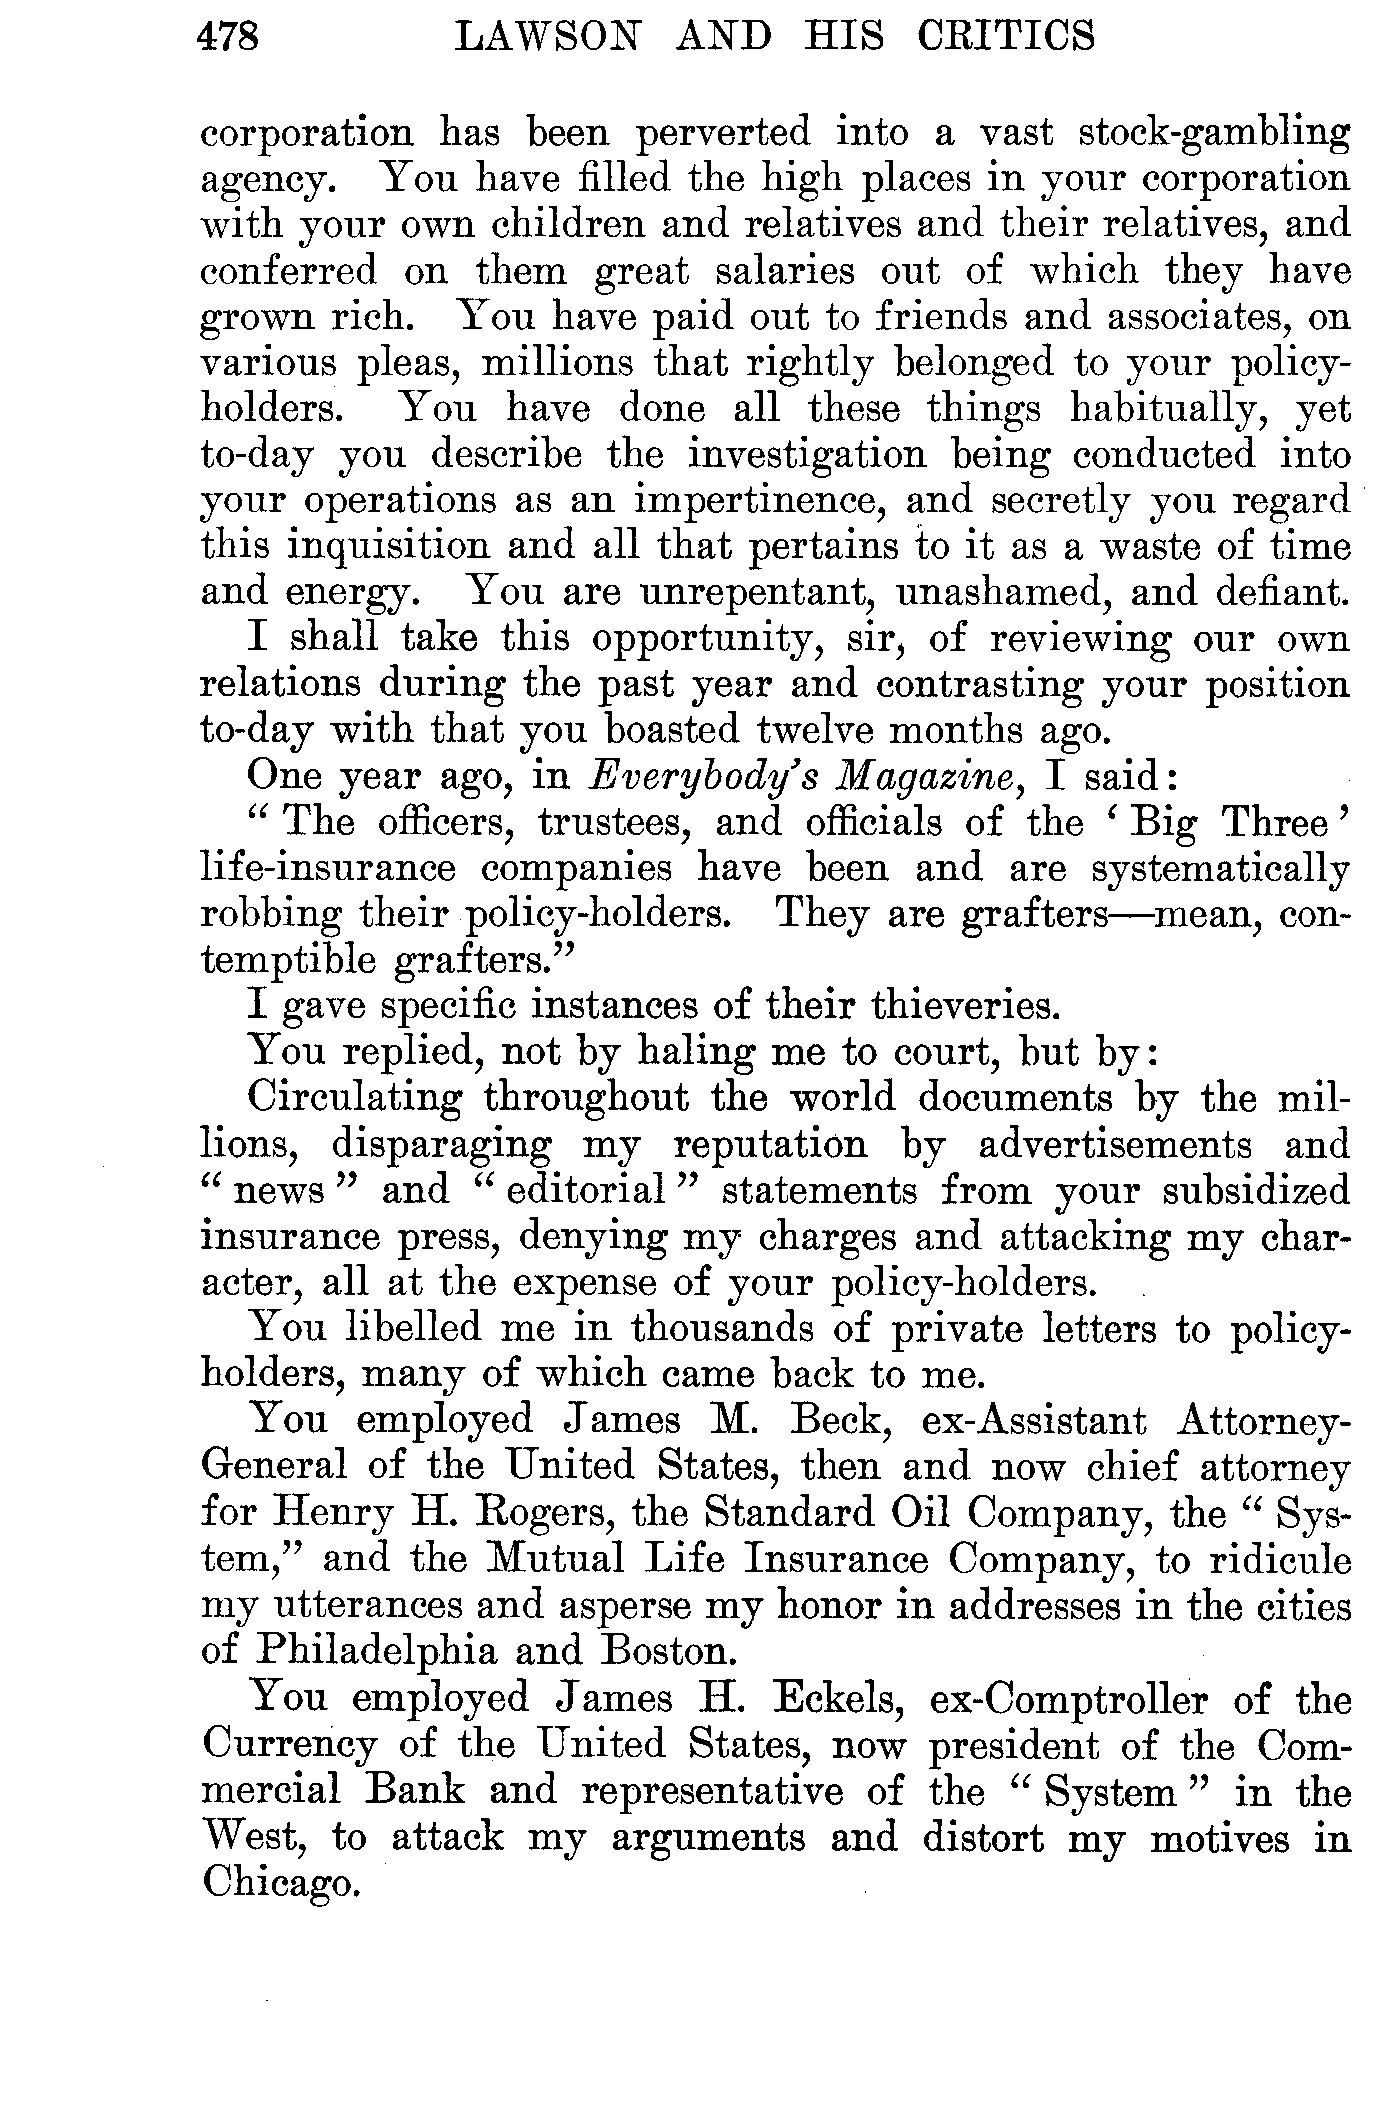 478 LAWSON AND HIS CRITICS
corporation has been perverted into a vast stock-gambling
agency. You have filled the high places in your corporation
with your own children and relatives and their relatives, and
conferred on them great salaries out of which they have
grown rich. You have paid out to friends and associates, on
various pleas, millions that rightly belonged to your policy-
holders. You have done all these things habitually, yet
to-day you describe the investigation being conducted into
your operations as an impertinence, and secretly you regard
this inquisition and all that pertains to it as a waste of time
and energy. You are unrepentant, unashamed, and defiant.
I shall take this opportunity, sir, of reviewing our own
relations during the past year and contrasting your position
to-day with that you boasted twelve months ago.
One year ago, in Everybody's Magazine, I said:
“ The officers, trustees, and officials of the ‘ Big Three ’
life-insurance companies have been and are systematically
robbing their policy-holders. They are grafters—mean, con-
temptible grafters.”
I gave specific instances of their thieveries.
You replied, not by haling me to court, but by:
Circulating throughout the world documents by the mil-
lions, disparaging my reputation by advertisements and
“ news ” and “ editorial ” statements from your subsidized
insurance press, denying my charges and attacking my char-
acter, all at the expense of your policy-holders.
You libelled me in thousands of private letters to policy-
holders, many of which came back to me.
You employed James M. Beck, ex-Assistant Attorney-
General of the United States, then and now chief attorney
for Henry H. Rogers, the Standard Oil Company, the “ Sys-
tem,” and the Mutual Life Insurance Company, to ridicule
my utterances and asperse my honor in addresses in the cities
of Philadelphia and Boston.
You employed James H. Eckels, ex-Comptroller of the
Currency of the United States, now president of the Com-
mercial Bank and representative of the “ System ” in the
West, to attack my arguments and distort my motives in
Chicago.